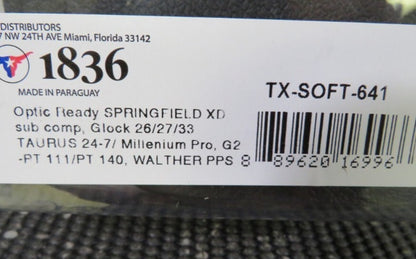 DISTRIBUTORS
7 NW 24TH AVE Miami, Florida 33142
1836
MADE IN PARAGUAY
TX-SOFT-641
Optic Ready SPRINGFIELD XD
sub comp, Glock 26/27/33
TAURUS 24-7/ Millenium Pro, G2
-PT 111/PT 140, WALTHER PPS
8 89620 16996